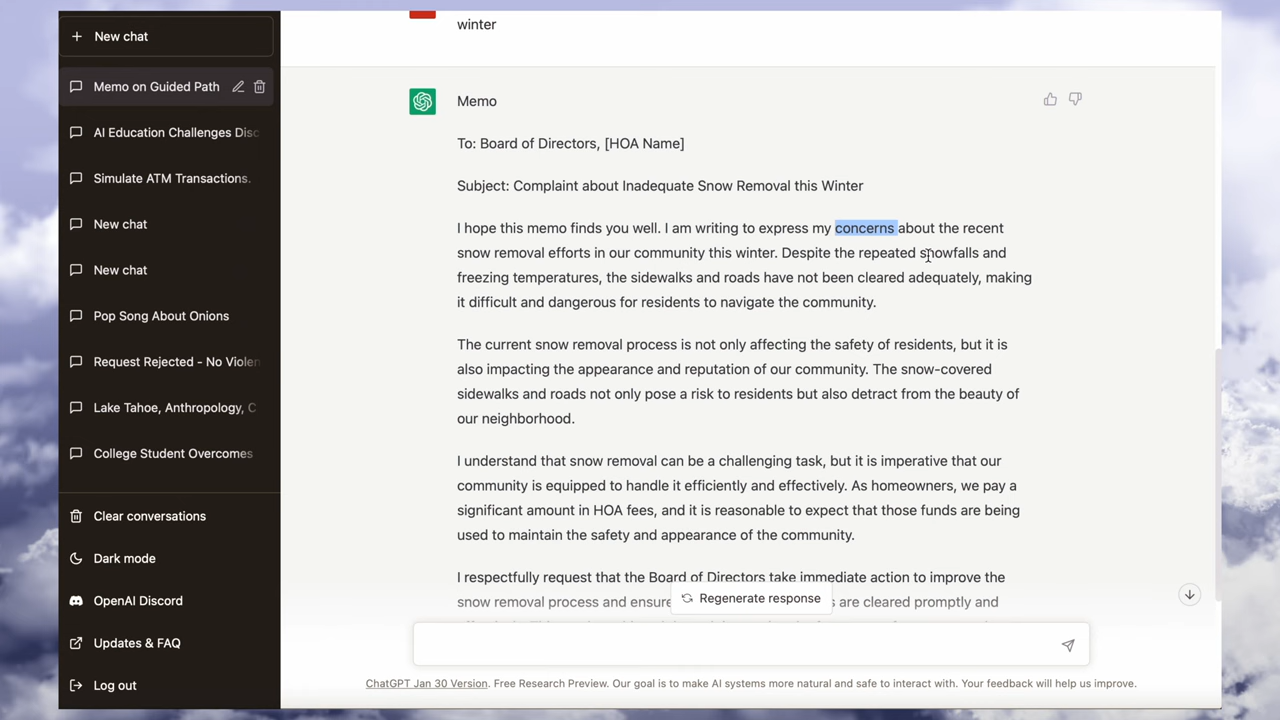 New chat
Memo on Guided Path
AI Education Challenges Disc
Simulate ATM Transactions.
New chat
New chat
Pop Song About Onions
Request Rejected - No Violen
Lake Tahoe, Anthropology, C
College Student Overcomes
Clear conversations
Dark mode
OpenAI Discord
Updates & FAQ
Log out
winter
Memo
To: Board of Directors, [HOA Name]
Subject: Complaint about Inadequate Snow Removal this Winter
I hope this memo finds you well. I am writing to express my concerns about the recent
snow removal efforts in our community this winter. Despite the repeated snowfalls and
freezing temperatures, the sidewalks and roads have not been cleared adequately, making
it difficult and dangerous for residents to navigate the community.
The current snow removal process is not only affecting the safety of residents, but it is
also impacting the appearance and reputation of our community. The snow-covered
sidewalks and roads not only pose a risk to residents but also detract from the beauty of
our neighborhood.
I understand that snow removal can be a challenging task, but it is imperative that our
community is equipped to handle it efficiently and effectively. As homeowners, we pay a
significant amount in HOA fees, and it is reasonable to expect that those funds are being
used to maintain the safety and appearance of the community.
I respectfully request that the Board of Directors take immediate action to improve the
snow removal process and ensure are cleared promptly and
Regenerate response
ChatGPT Jan 30 Version. Free Research Preview. Our goal is to make AI systems more natural and safe to interact with. Your feedback will help us improve.